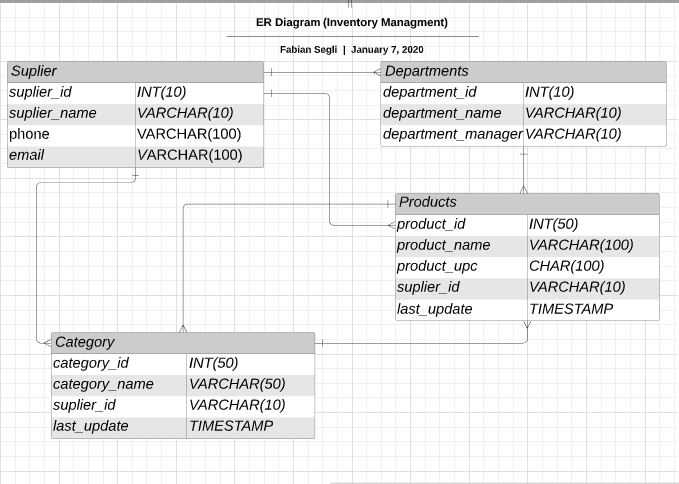 ER Diagram (Inventory Managment)
Fabian Segli | January 7, 2020
Suplier
suplier_id INT(10)
suplier_name VARCHAR(10)
phone VARCHAR(100)
email VARCHAR(100)
Departments
department_id INT(10)
department_name VARCHAR(10)
department_manager VARCHAR(10)
Products
product_id INT(50)
product_name VARCHAR(100)
product_upc CHAR(100)
suplier_id VARCHAR(10)
last_update TIMESTAMP
Category
category_id INT(50)
category_name VARCHAR(50)
suplier_id VARCHAR(10)
last_update TIMESTAMP